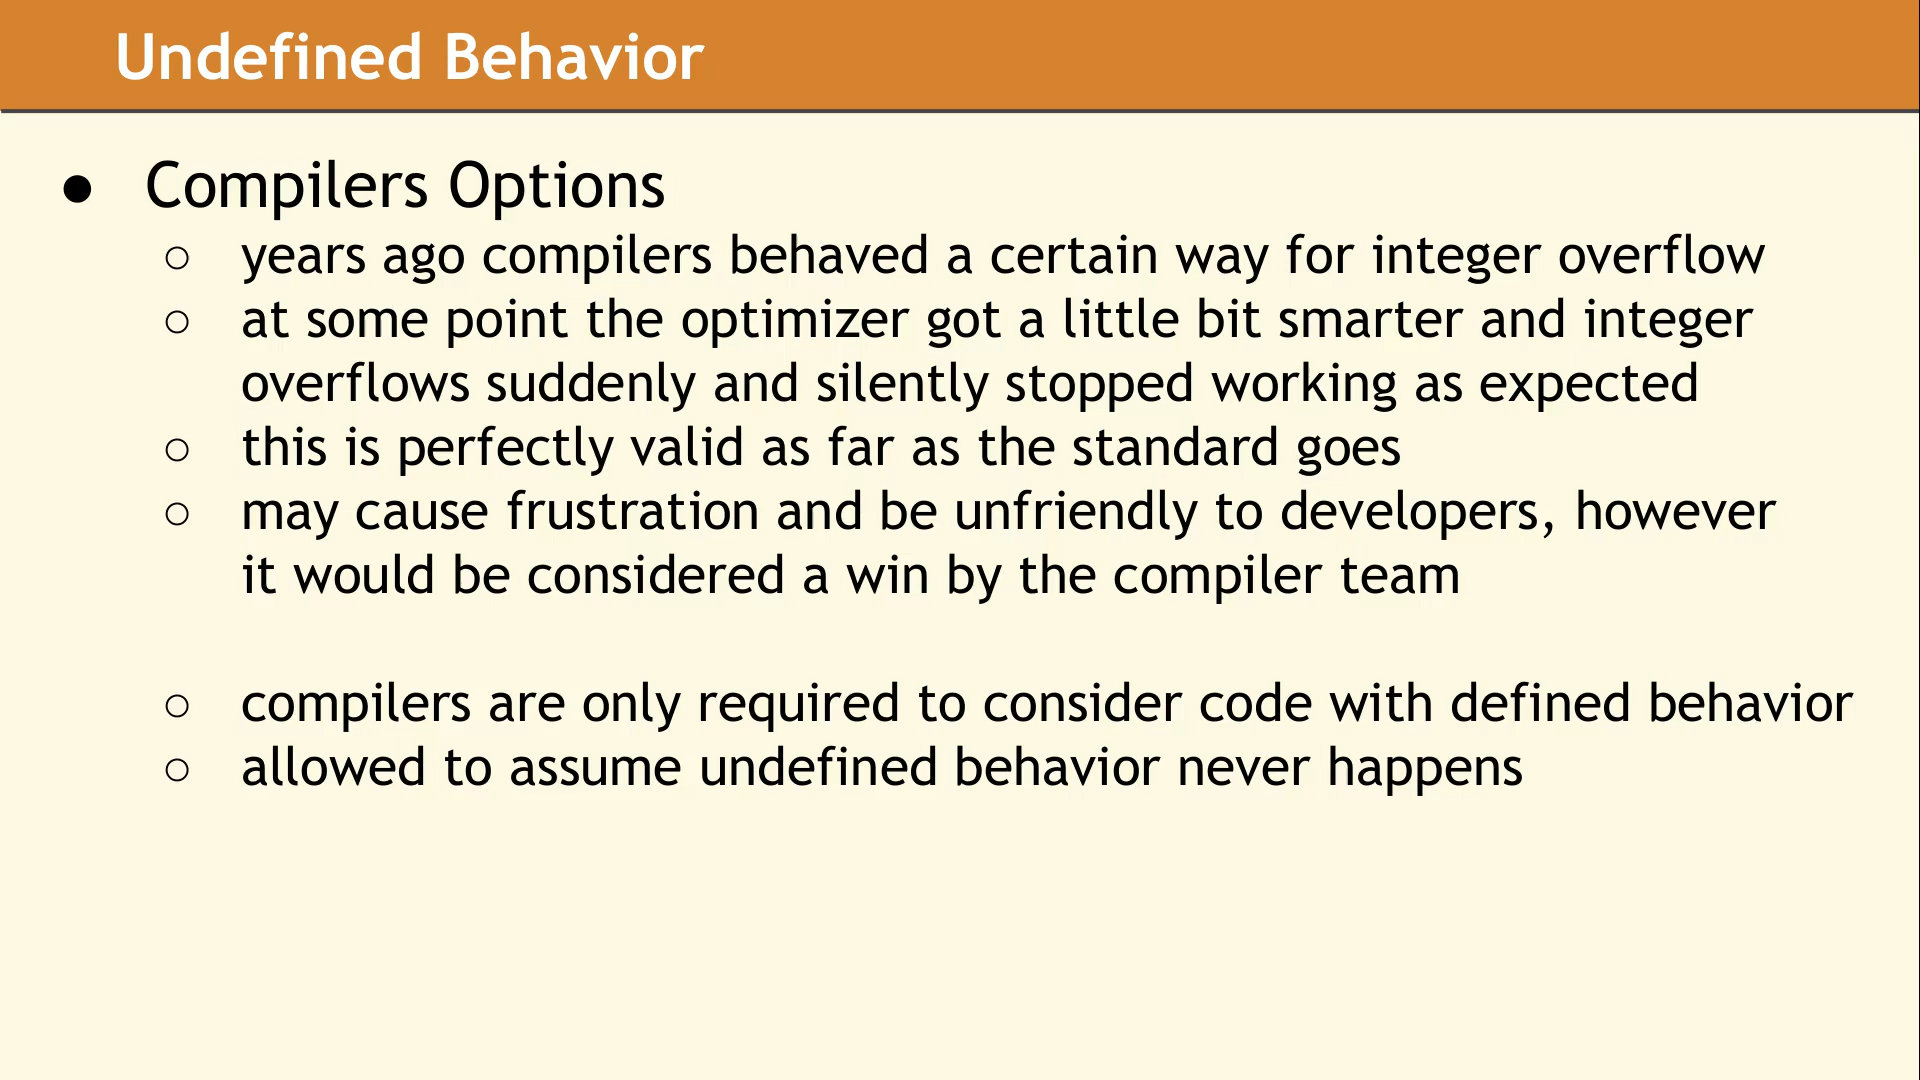 Undefined Behavior
● Compilers Options
○ years ago compilers behaved a certain way for integer overflow
○ at some point the optimizer got a little bit smarter and integer
overflows suddenly and silently stopped working as expected
○ this is perfectly valid as far as the standard goes
○ may cause frustration and be unfriendly to developers, however
it would be considered a win by the compiler team
○ compilers are only required to consider code with defined behavior
○ allowed to assume undefined behavior never happens